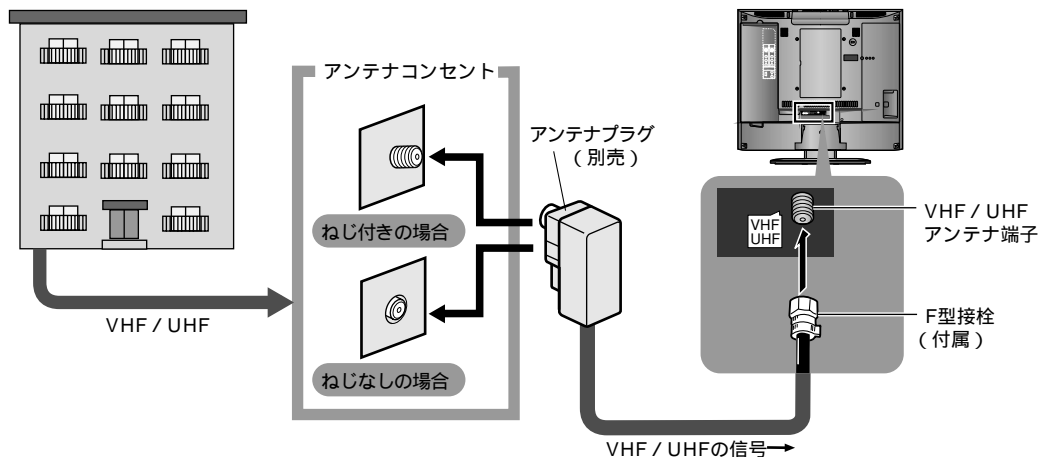 アンテナコンセント
アンテナプラグ
（別売）
ねじ付きの場合
ねじなしの場合
VHF / UHF
VHF
UHF
VHF / UHF
アンテナ端子
F型接栓
（付属）
VHF / UHFの信号→